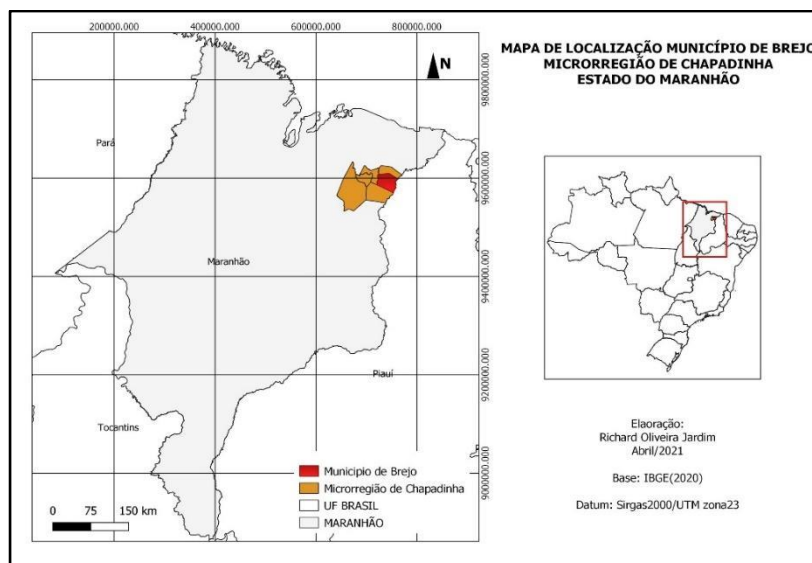 200000.000 400000.000 600000.000 800000.000
MAPA DE LOCALIZAÇÃO MUNICÍPIO DE BREJO
MICRORREGIÃO DE CHAPADINHA
ESTADO DO MARANHÃO
N
9800000.000
Pará
9600000.000
Maranhão
9400000.000
Piauí
9200000.000
Tocantins
9000000.000
Municipio de Brejo
Microrregião de Chapadinha
UF BRASIL
MARANHÃO
0 75 150 km
Elaoração:
Richard Oliveira Jardim
Abril/2021
Base: IBGE(2020)
Datum: Sirgas2000/UTM zona23